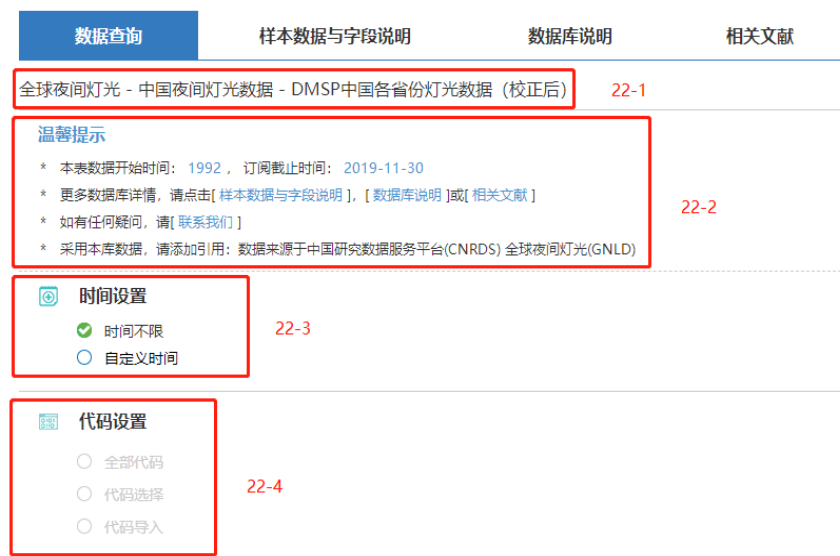 数据查询 样本数据与字段说明 数据库说明 相关文献
全球夜间灯光 - 中国夜间灯光数据 - DMSP中国各省份灯光数据（校正后） 22-1
温馨提示
* 本表数据开始时间： 1992 ， 订阅截止时间： 2019-11-30
* 更多数据库详情，请点击[ 样本数据与字段说明 ]，[ 数据库说明 ]或[ 相关文献 ]
22-2
* 如有任何疑问，请[ 联系我们 ]
* 采用本库数据，请添加引用：数据来源于中国研究数据服务平台(CNRDS) 全球夜间灯光(GNLD)
时间设置
时间不限 22-3
自定义时间
代码设置
全部代码
代码选择 22-4
代码导入